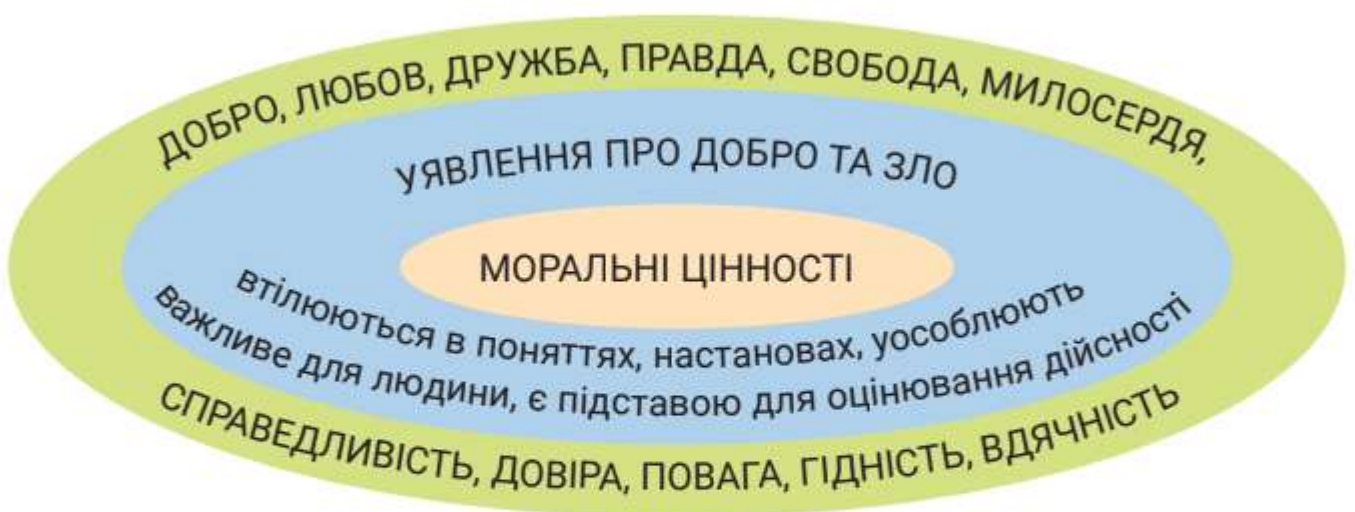 ДОБРО, ЛЮБОВ, ДРУЖБА, ПРАВДА, СВОБОДА, МИЛОСЕРДЯ,
УЯВЛЕННЯ ПРО ДОБРО ТА ЗЛО
МОРАЛЬНІ ЦІННОСТІ
втілюються в поняттях, настановах, уособлюють
важливе для людини, є підставою для оцінювання дійсності
СПРАВЕДЛИВІСТЬ, ДОВІРА, ПОВАГА, ГІДНІСТЬ, ВДЯЧНІСТЬ